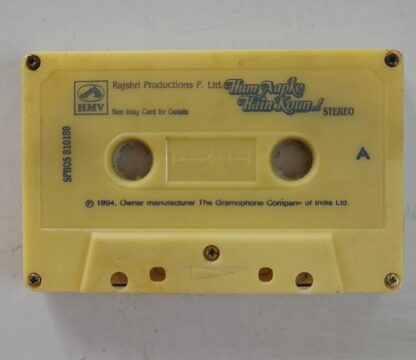 Rajshri Productions P. Ltd.
Hum Aapke
Hain Koun..!
HMV
See Inlay Card for Details
STEREO
SFHGS 810180
A
℗ 1994, Owner manufacturer The Gramophone Company of India Ltd.